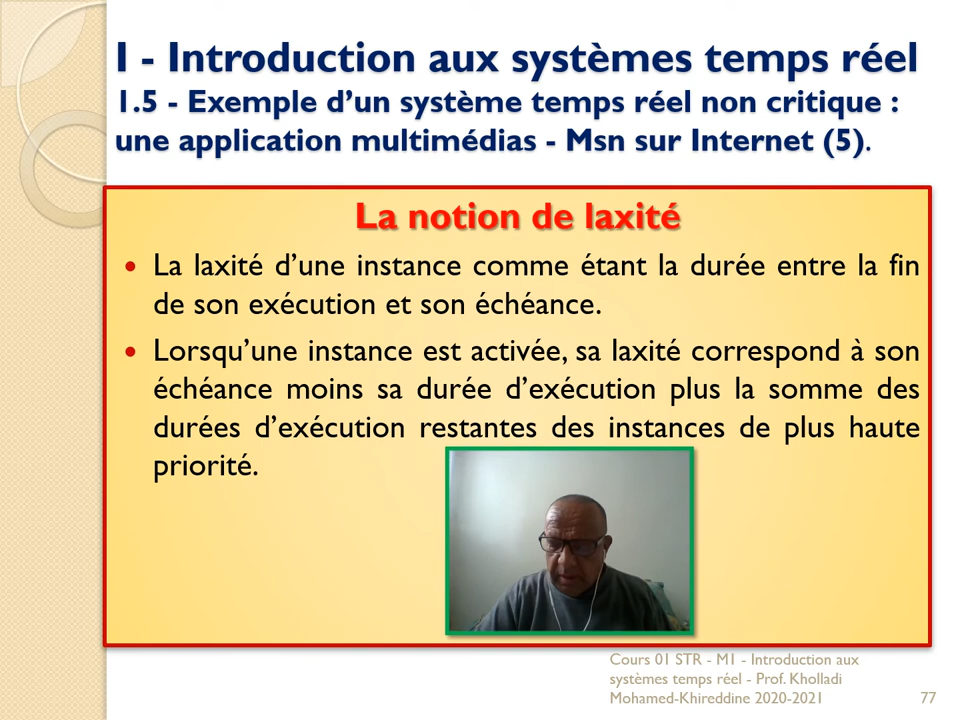 I - Introduction aux systèmes temps réel
1.5 - Exemple d’un système temps réel non critique :
une application multimédias - Msn sur Internet (5).
La notion de laxité
• La laxité d’une instance comme étant la durée entre la fin
de son exécution et son échéance.
• Lorsqu’une instance est activée, sa laxité correspond à son
échéance moins sa durée d’exécution plus la somme des
durées d’exécution restantes des instances de plus haute
priorité.
Cours 01 STR - M1 - Introduction aux
systèmes temps réel - Prof. Kholladi
Mohamed-Khireddine 2020-2021
77